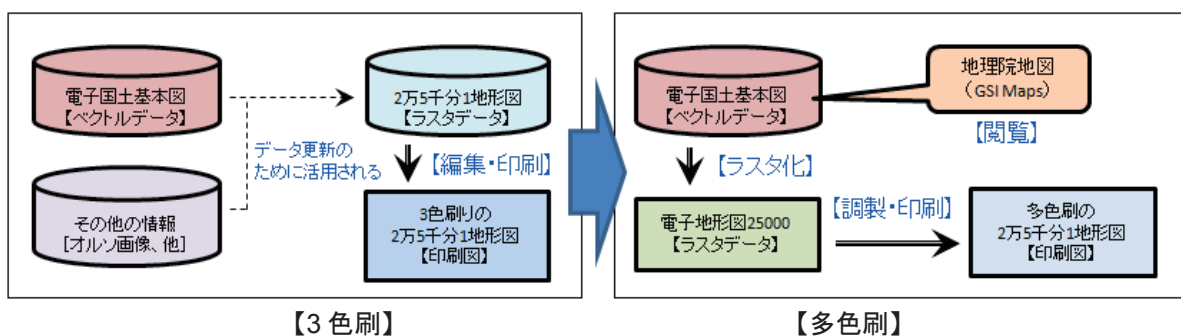 電子国土基本図
【ベクトルデータ】
2万5千分1地形図
【ラスタデータ】
データ更新の
ために活用される
【編集・印刷】
その他の情報
[オルソ画像、他]
3色刷りの
2万5千分1地形図
【印刷図】
【3色刷】
電子国土基本図
【ベクトルデータ】
地理院地図
(GSI Maps)
【閲覧】
【ラスタ化】
電子地形図25000
【ラスタデータ】
【調製・印刷】
多色刷の
2万5千分1地形図
【印刷図】
【多色刷】